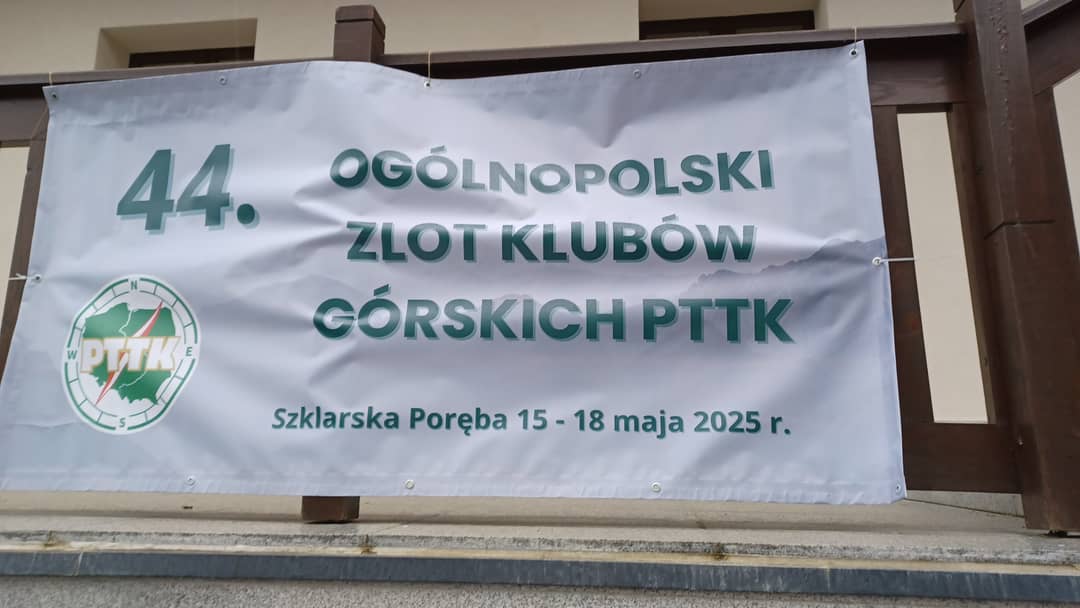 44.
OGÓLNOPOLSKI
ZLOT KLUBÓW
GÓRSKICH PTTK
N
W
PTTK
E
S
Szklarska Poręba 15 - 18 maja 2025 r.